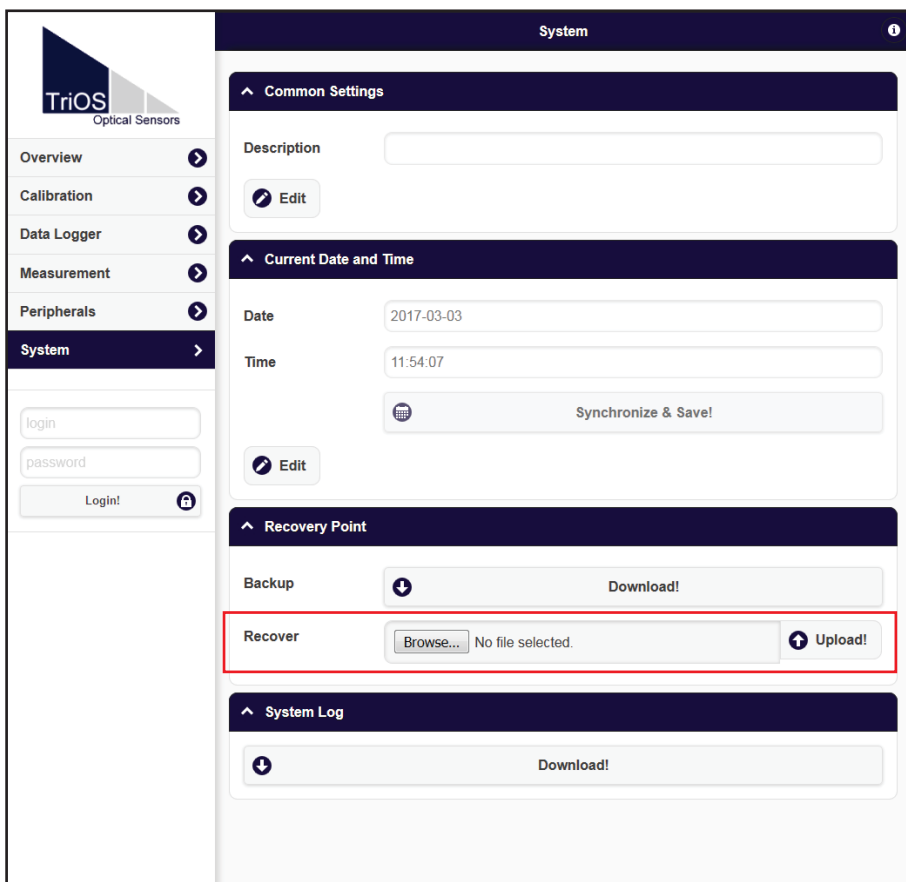 TriOS
Optical Sensors
Overview
Calibration
Data Logger
Measurement
Peripherals
System
login
password
Login!
System
Common Settings
Description
Edit
Current Date and Time
Date 2017-03-03
Time 11:54:07
Synchronize & Save!
Edit
Recovery Point
Backup Download!
Recover Browse... No file selected. Upload!
System Log
Download!